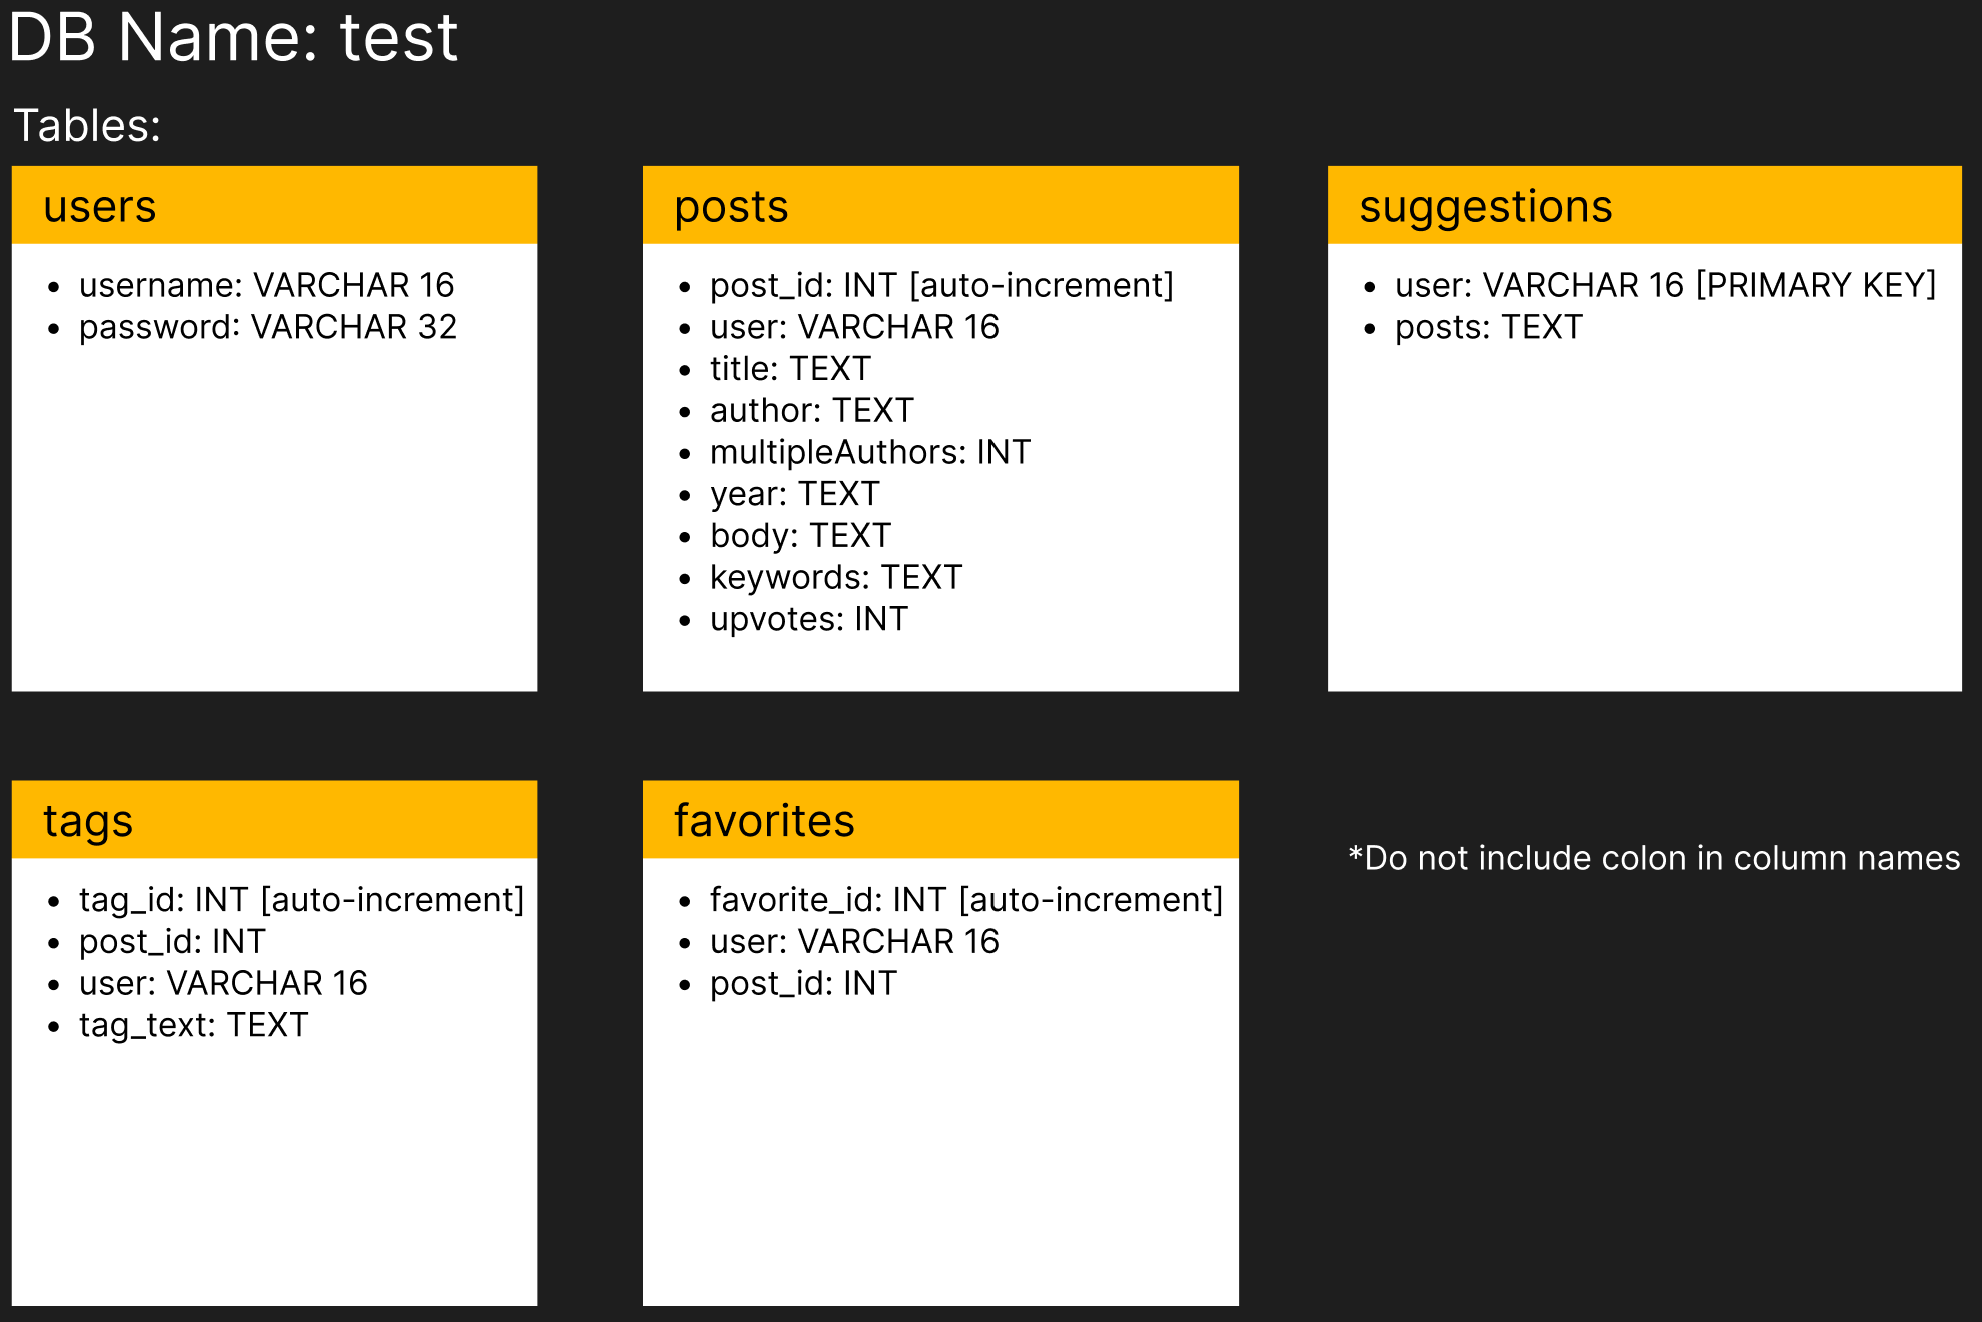 DB Name: test
Tables:
users
• username: VARCHAR 16
• password: VARCHAR 32
posts
• post_id: INT [auto-increment]
• user: VARCHAR 16
• title: TEXT
• author: TEXT
• multipleAuthors: INT
• year: TEXT
• body: TEXT
• keywords: TEXT
• upvotes: INT
suggestions
• user: VARCHAR 16 [PRIMARY KEY]
• posts: TEXT
tags
• tag_id: INT [auto-increment]
• post_id: INT
• user: VARCHAR 16
• tag_text: TEXT
favorites
• favorite_id: INT [auto-increment]
• user: VARCHAR 16
• post_id: INT
*Do not include colon in column names